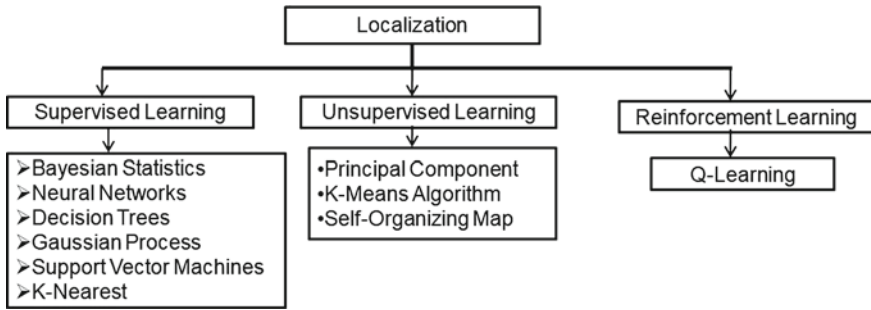 Localization
Supervised Learning
Unsupervised Learning
Reinforcement Learning
➢Bayesian Statistics
➢Neural Networks
➢Decision Trees
➢Gaussian Process
➢Support Vector Machines
➢K-Nearest
•Principal Component
•K-Means Algorithm
•Self-Organizing Map
Q-Learning